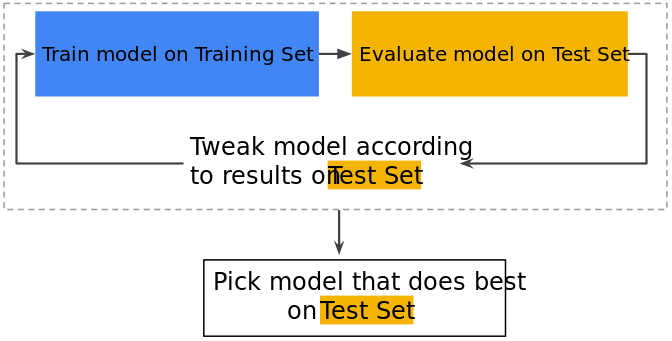 Train model on Training Set
Evaluate model on Test Set
Tweak model according
to results on Test Set
Pick model that does best
on Test Set